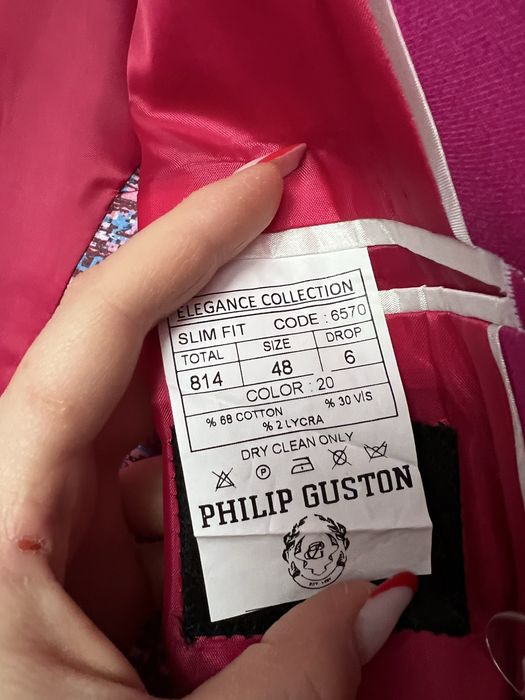 ELEGANCE COLLECTION
SLIM FIT CODE : 6570
TOTAL SIZE DROP
814 48 6
COLOR : 20
% 68 COTTON % 30 VIS
% 2 LYCRA
DRY CLEAN ONLY
P
PHILIP GUSTON